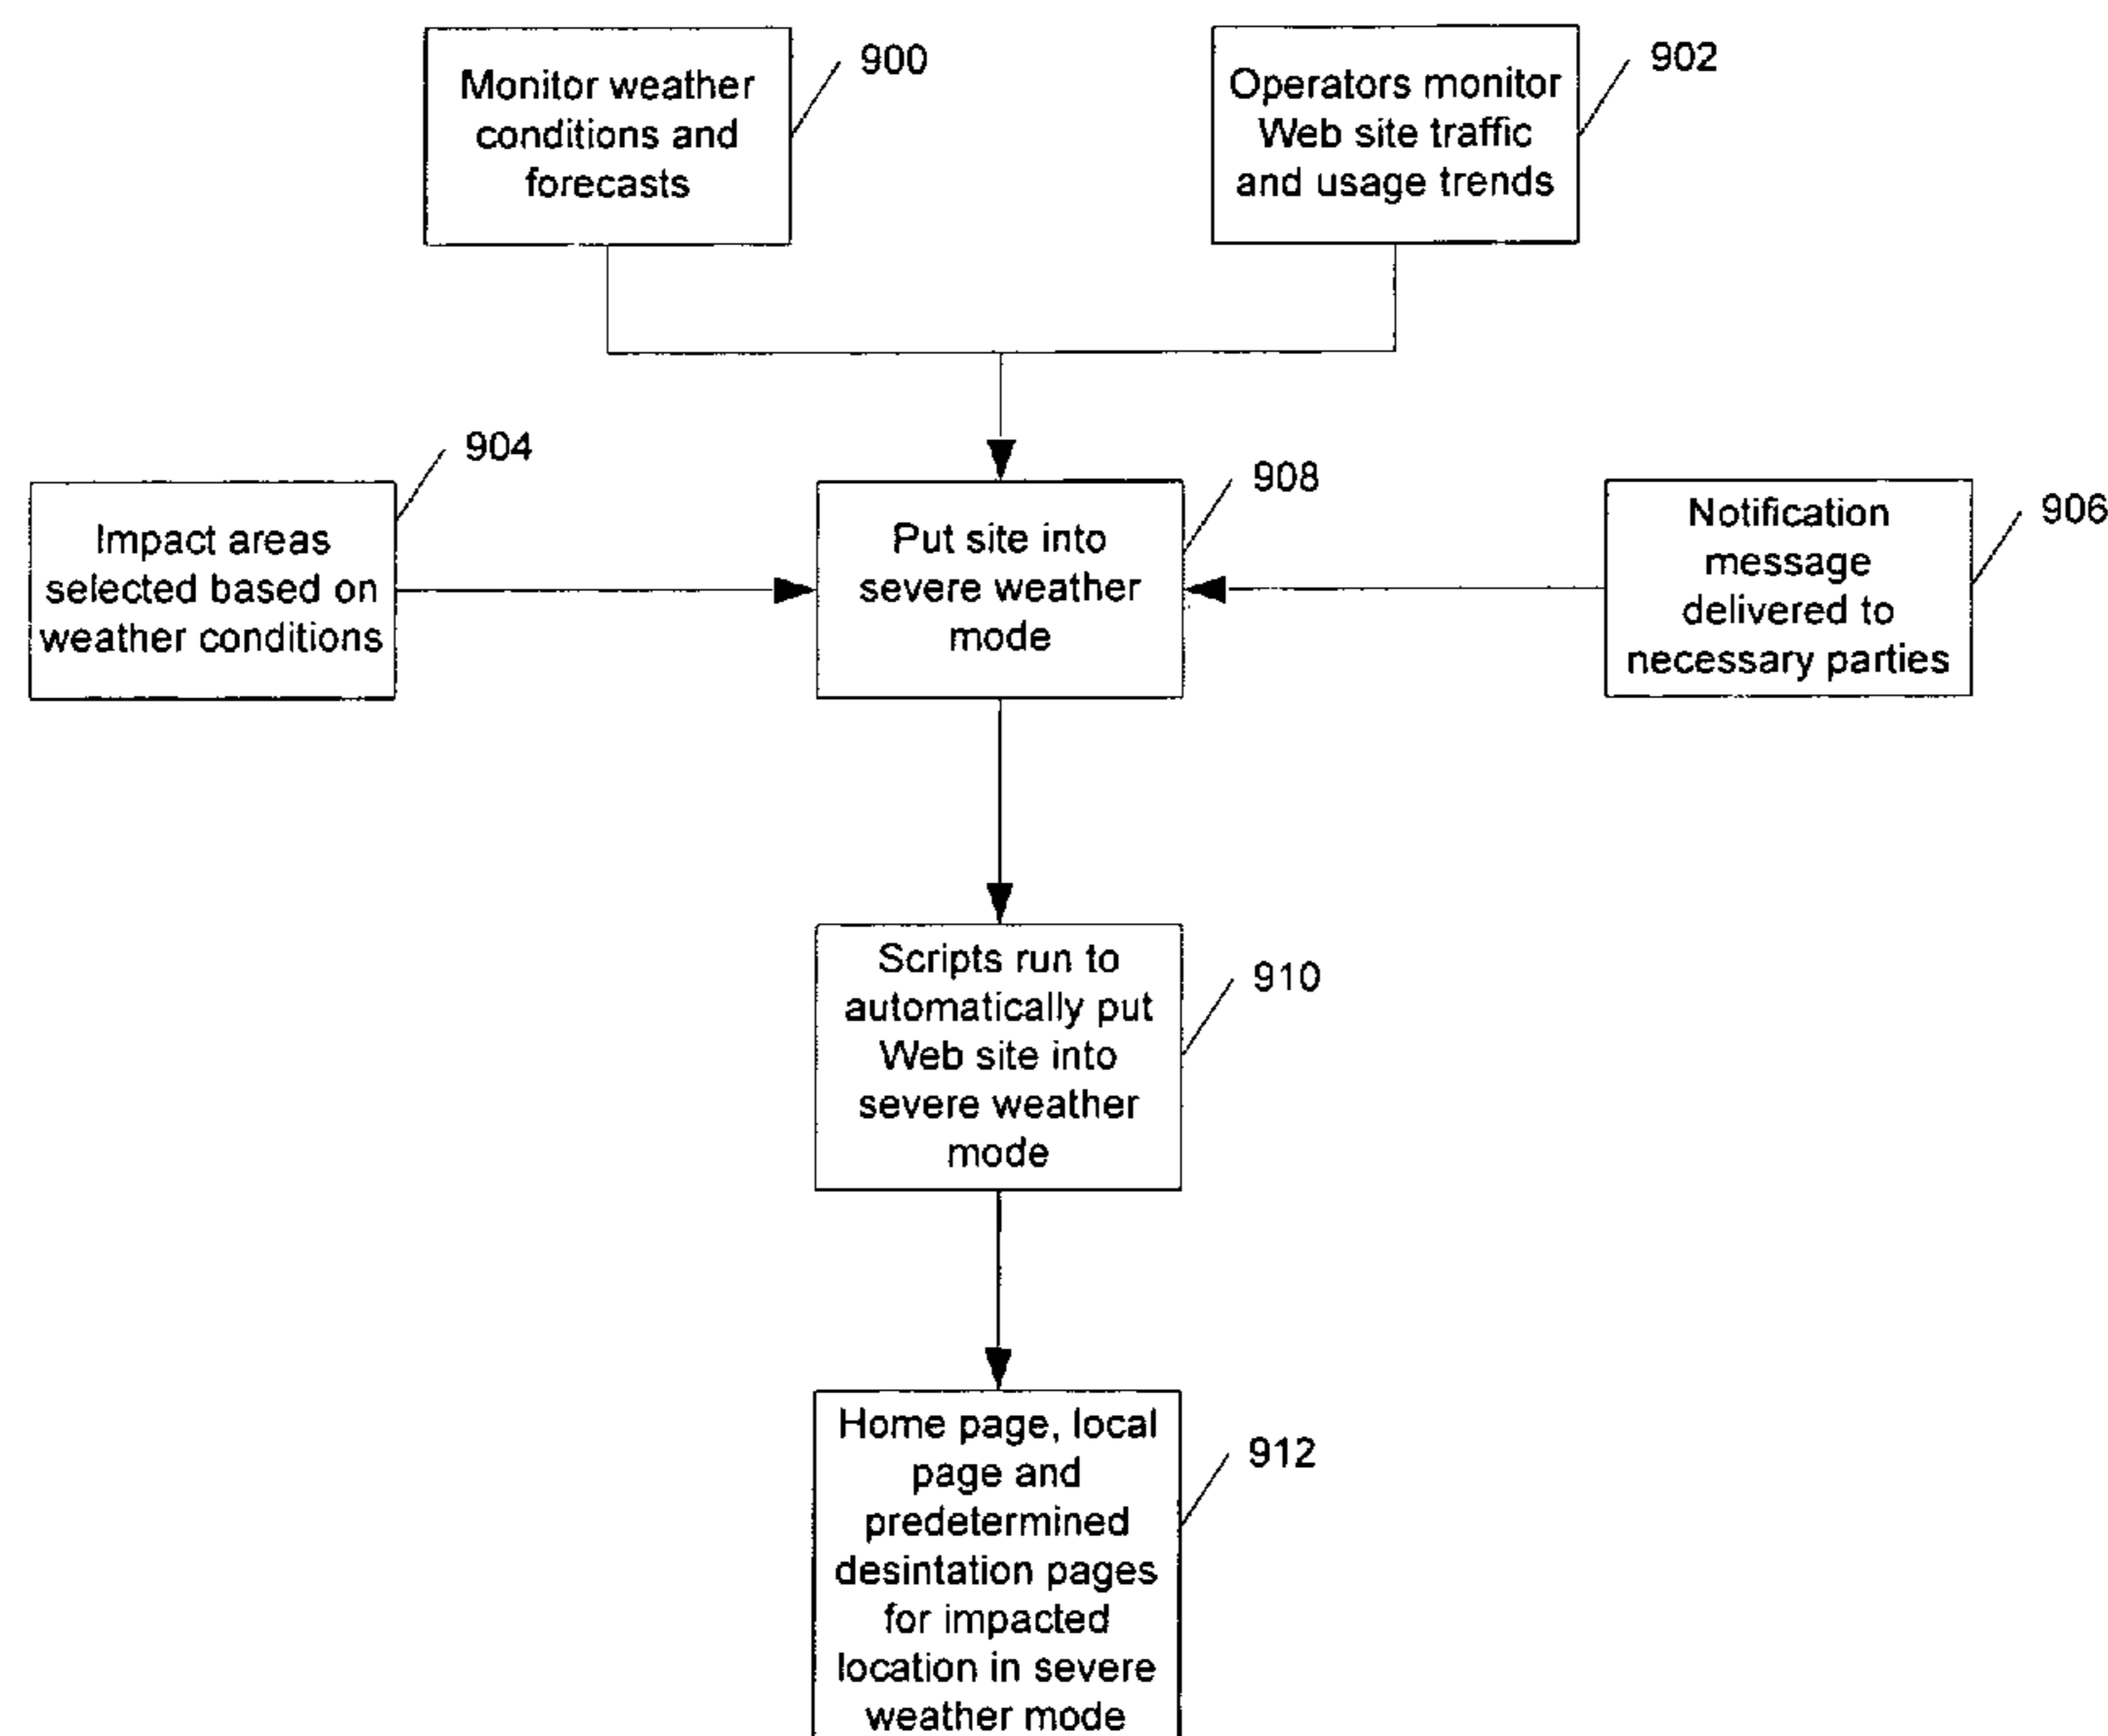 Monitor weather
conditions and
forecasts
900
Operators monitor
Web site traffic
and usage trends
902
Impact areas
selected based on
weather conditions
904
Put site into
severe weather
mode
908
Notification
message
delivered to
necessary parties
906
Scripts run to
automatically put
Web site into
severe weather
mode
910
Home page, local
page and
predetermined
desintation pages
for impacted
location in severe
weather mode
912